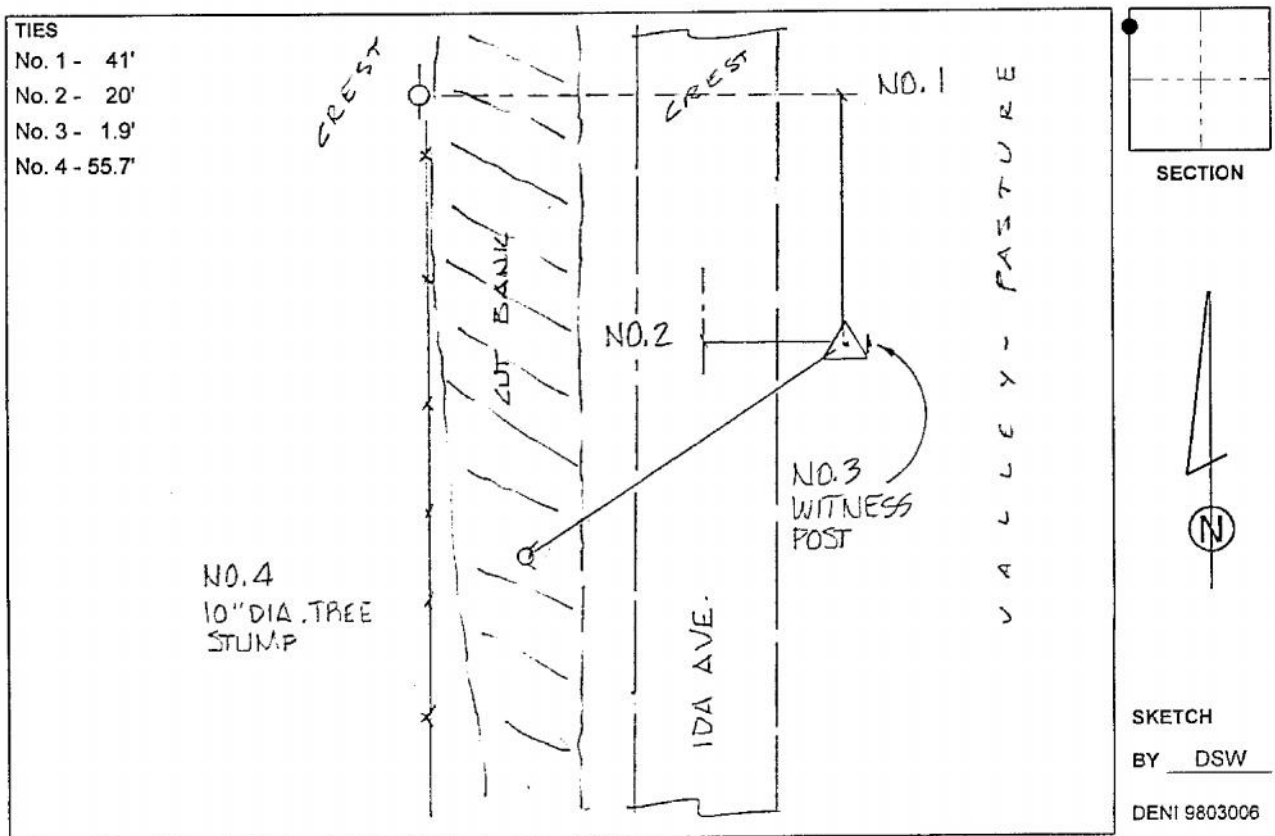 TIES
No. 1 - 41'
No. 2 - 20'
No. 3 - 1.9'
No. 4 - 55.7'
CREST
CREST
NO. 1
CUT BANK
NO.2
NO.3
WITNESS
POST
NO.4
10" DIA. TREE
STUMP
IDA AVE.
VALLEY - PASTURE
SECTION
N
SKETCH
BY DSW
DENI 9803006